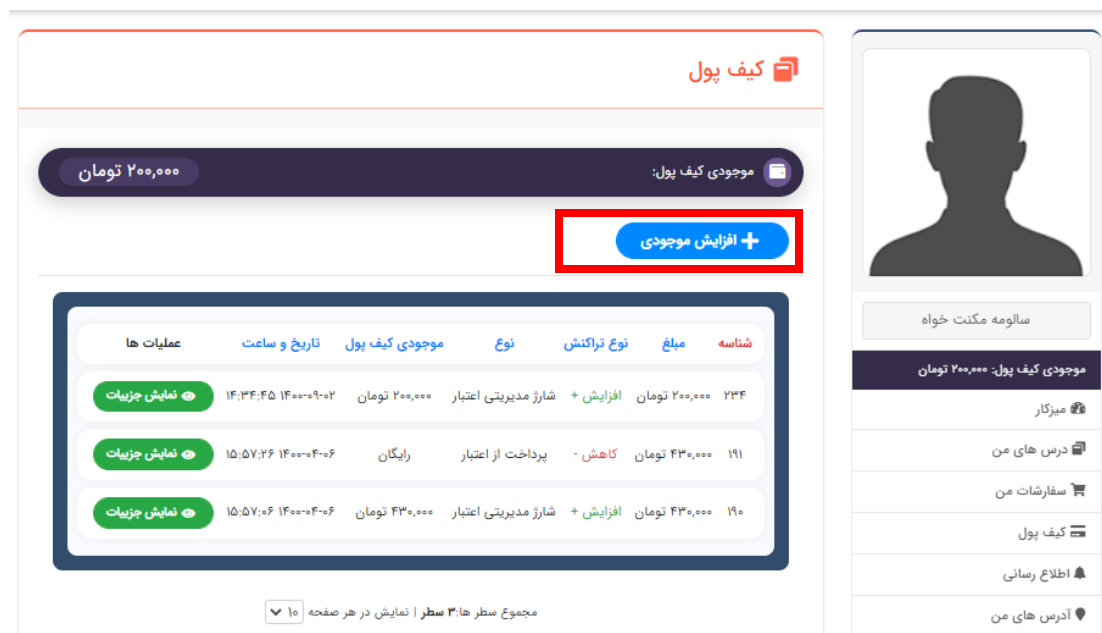 کیف پول
موجودی کیف پول: ۲۰۰,۰۰۰ تومان
+ افزایش موجودی
شناسه مبلغ نوع تراکنش نوع موجودی کیف پول تاریخ و ساعت عملیات ها
۲۳۴ ۲۰۰,۰۰۰ تومان افزایش + شارژ مدیریتی اعتبار ۲۰۰,۰۰۰ تومان ۱۴۰۰-۰۹-۰۲ ۱۴:۳۴:۴۵ نمایش جزییات
۱۹۱ ۴۳۰,۰۰۰ تومان کاهش - پرداخت از اعتبار رایگان ۱۴۰۰-۰۴-۰۶ ۱۵:۵۷:۲۶ نمایش جزییات
۱۹۰ ۴۳۰,۰۰۰ تومان افزایش + شارژ مدیریتی اعتبار ۴۳۰,۰۰۰ تومان ۱۴۰۰-۰۴-۰۶ ۱۵:۵۷:۰۶ نمایش جزییات
مجموع سطر ها:۳ سطر | نمایش در هر صفحه ۱۰
سالومه مکنت خواه
موجودی کیف پول: ۲۰۰,۰۰۰ تومان
میزکار
درس های من
سفارشات من
کیف پول
اطلاع رسانی
آدرس های من